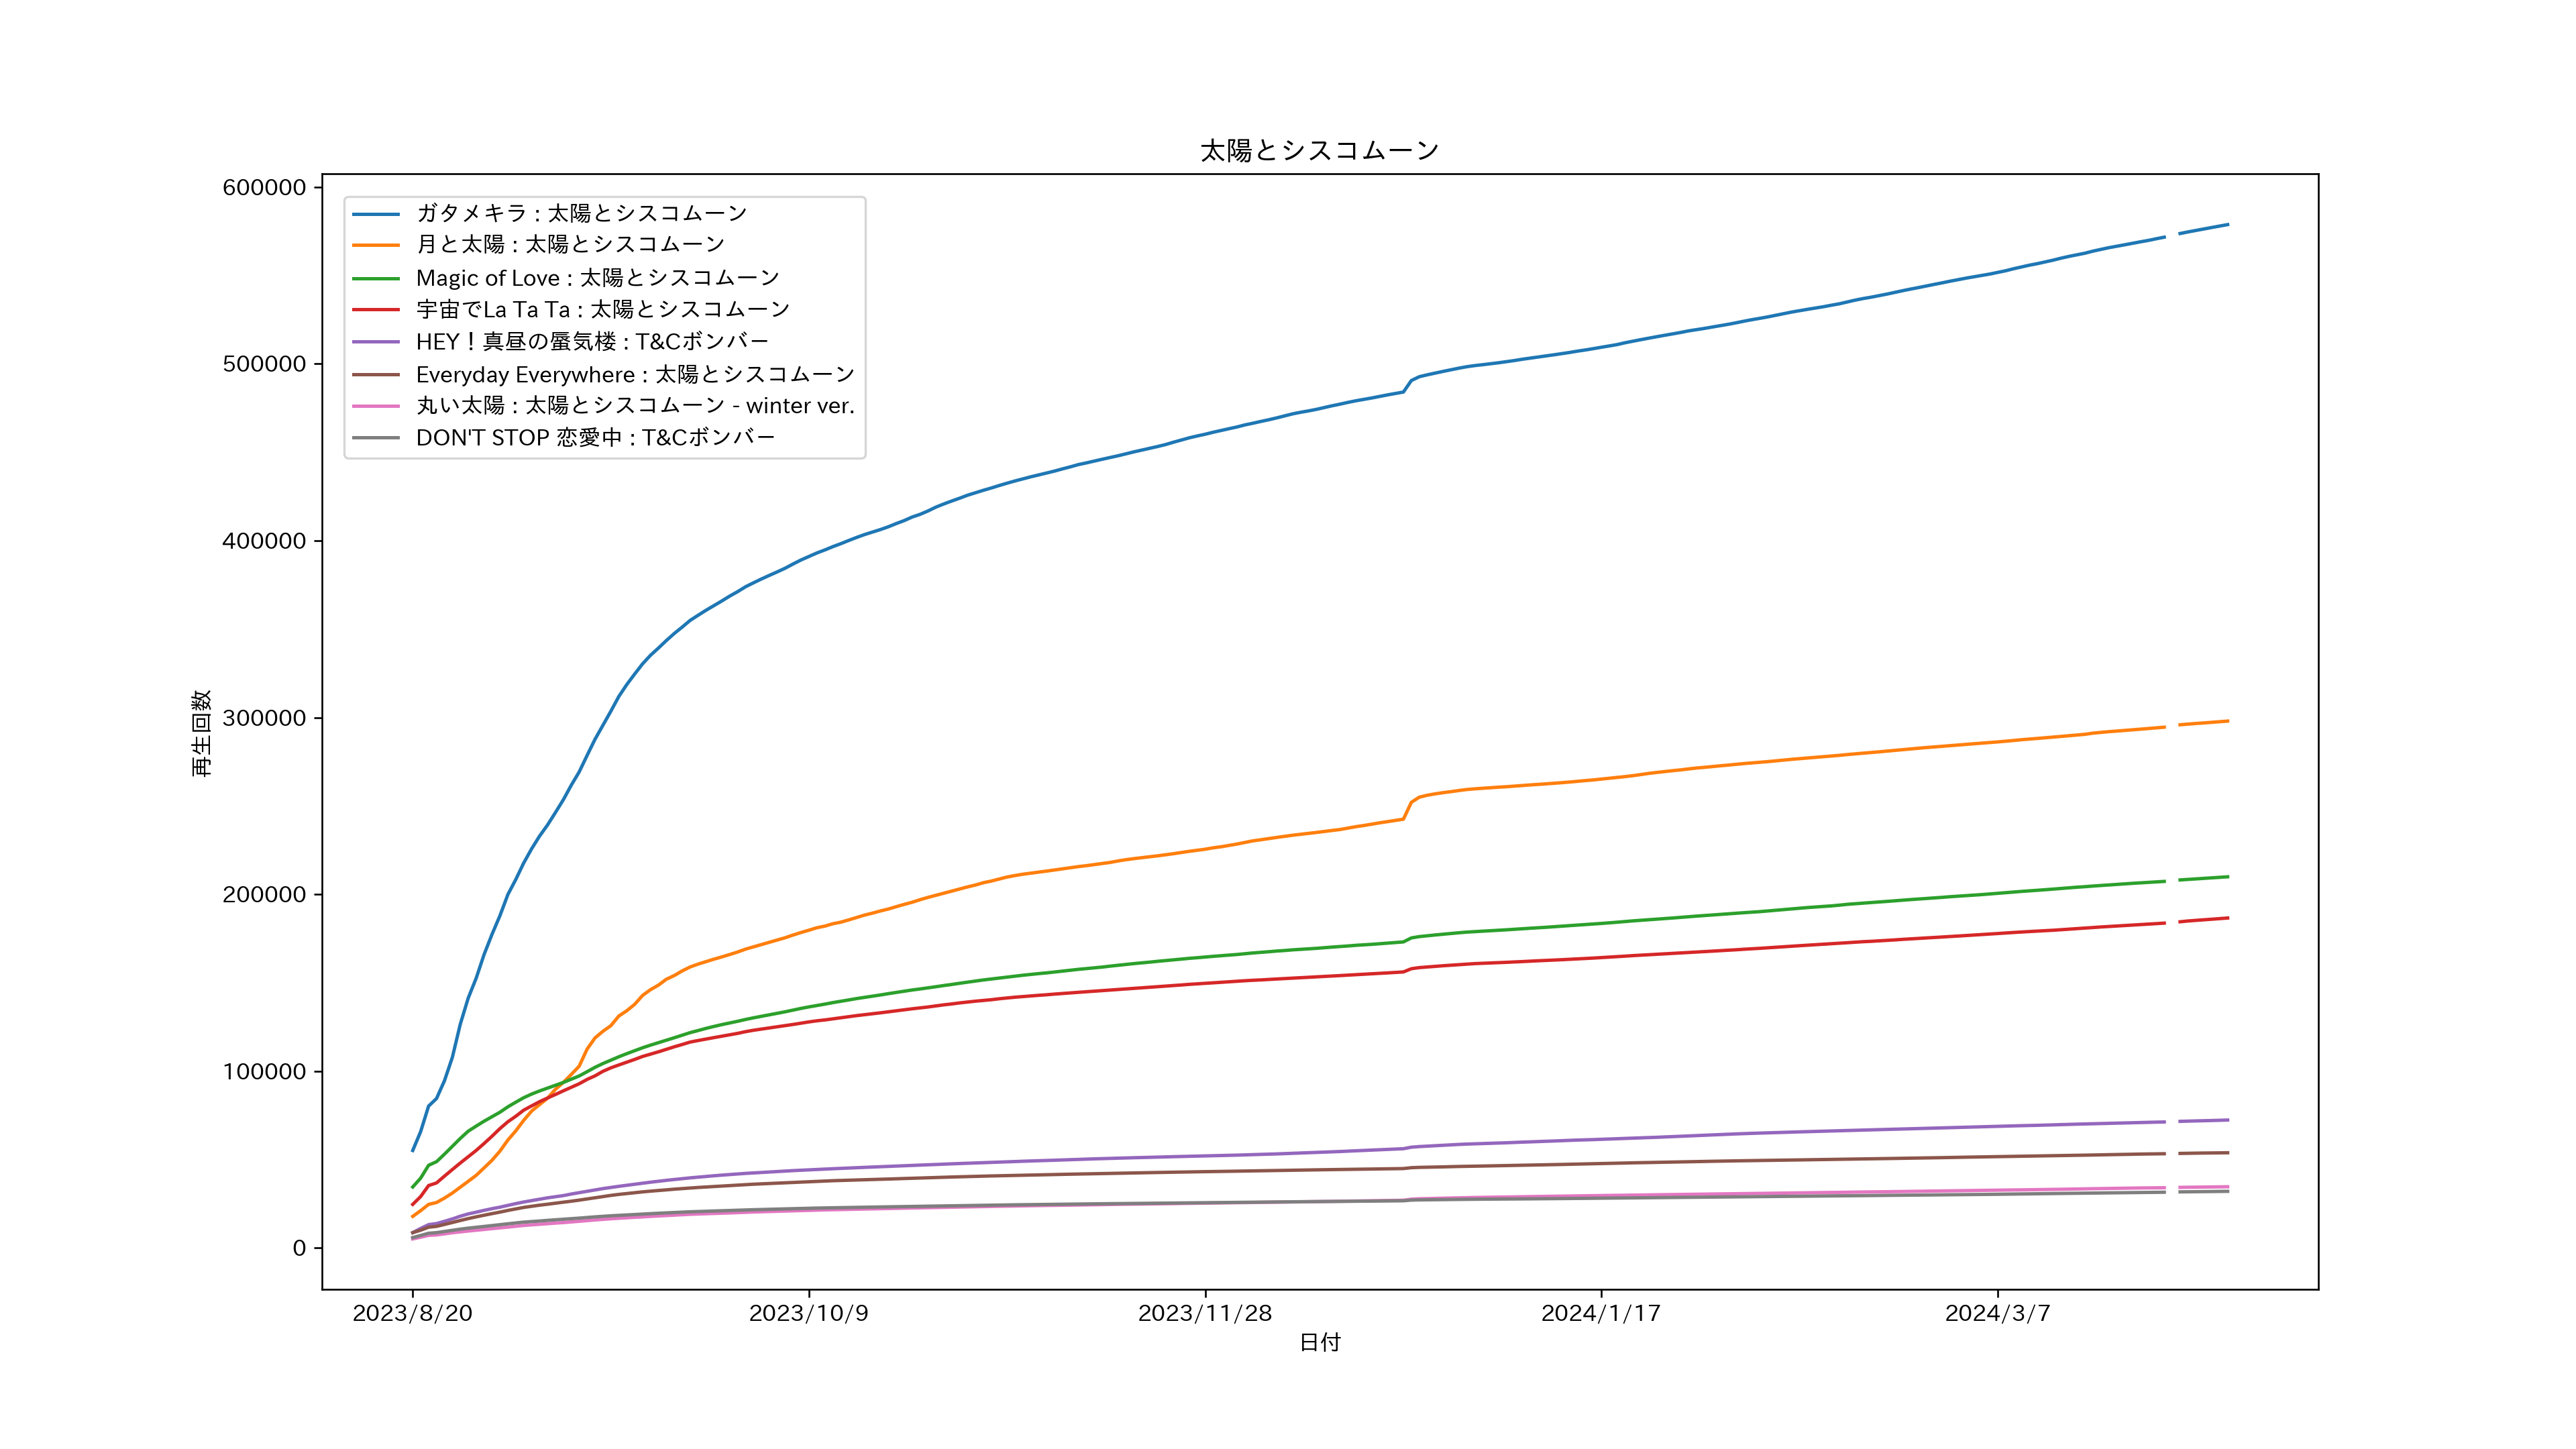 太陽とシスコムーン
600000
500000
400000
300000
200000
100000
0
再生回数
ガタメキラ : 太陽とシスコムーン
月と太陽 : 太陽とシスコムーン
Magic of Love : 太陽とシスコムーン
宇宙でLa Ta Ta : 太陽とシスコムーン
HEY！真昼の蜃気楼 : T&Cボンバー
Everyday Everywhere : 太陽とシスコムーン
丸い太陽 : 太陽とシスコムーン - winter ver.
DON'T STOP 恋愛中 : T&Cボンバー
2023/8/20
2023/10/9
2023/11/28
2024/1/17
2024/3/7
日付